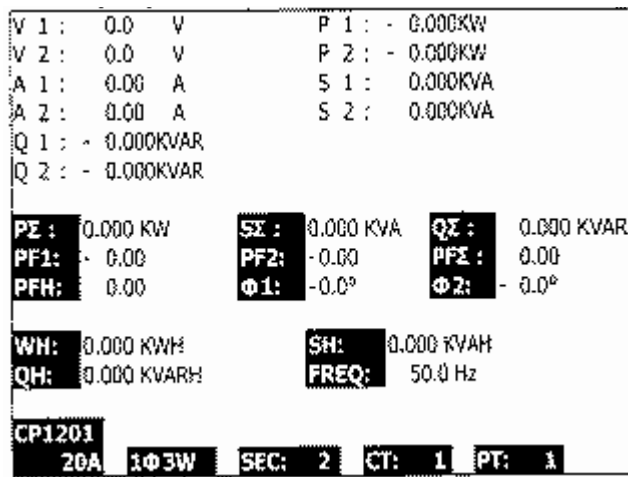 V 1 : 0.0 V P 1 : - 0.000KW
V 2 : 0.0 V P 2 : - 0.000KW
A 1 : 0.00 A S 1 : 0.000KVA
A 2 : 0.00 A S 2 : 0.000KVA
Q 1 : - 0.000KVAR
Q 2 : - 0.000KVAR
PΣ : 0.000 KW SΣ : 0.000 KVA QΣ : 0.000 KVAR
PF1: - 0.00 PF2: - 0.00 PFΣ : 0.00
PFH: 0.00 Φ1: - 0.0° Φ2: - 0.0°
WH: 0.000 KWH SH: 0.000 KVAH
QH: 0.000 KVARH FREQ: 50.0 Hz
CP1201
20A 1Φ3W SEC: 2 CT: 1 PT: 1